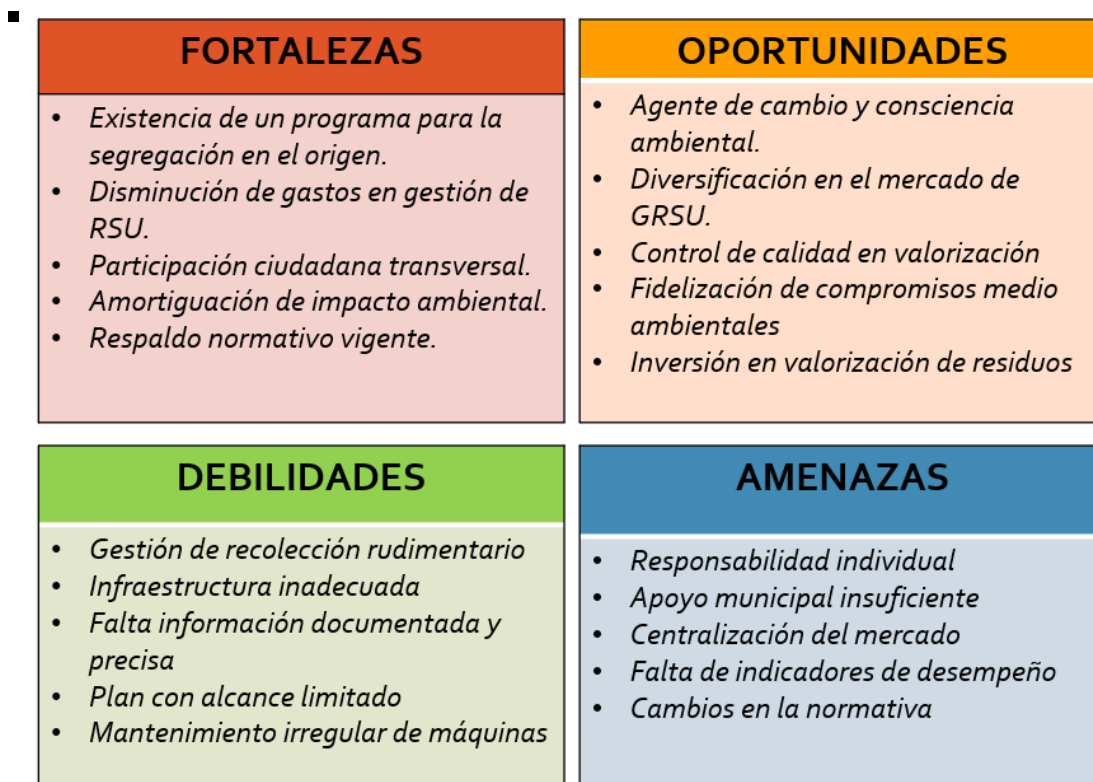 FORTALEZAS
• Existencia de un programa para la
segregación en el origen.
• Disminución de gastos en gestión de
RSU.
• Participación ciudadana transversal.
• Amortiguación de impacto ambiental.
• Respaldo normativo vigente.
OPORTUNIDADES
• Agente de cambio y consciencia
ambiental.
• Diversificación en el mercado de
GRSU.
• Control de calidad en valorización
• Fidelización de compromisos medio
ambientales
• Inversión en valorización de residuos
DEBILIDADES
• Gestión de recolección rudimentario
• Infraestructura inadecuada
• Falta información documentada y
precisa
• Plan con alcance limitado
• Mantenimiento irregular de máquinas
AMENAZAS
• Responsabilidad individual
• Apoyo municipal insuficiente
• Centralización del mercado
• Falta de indicadores de desempeño
• Cambios en la normativa